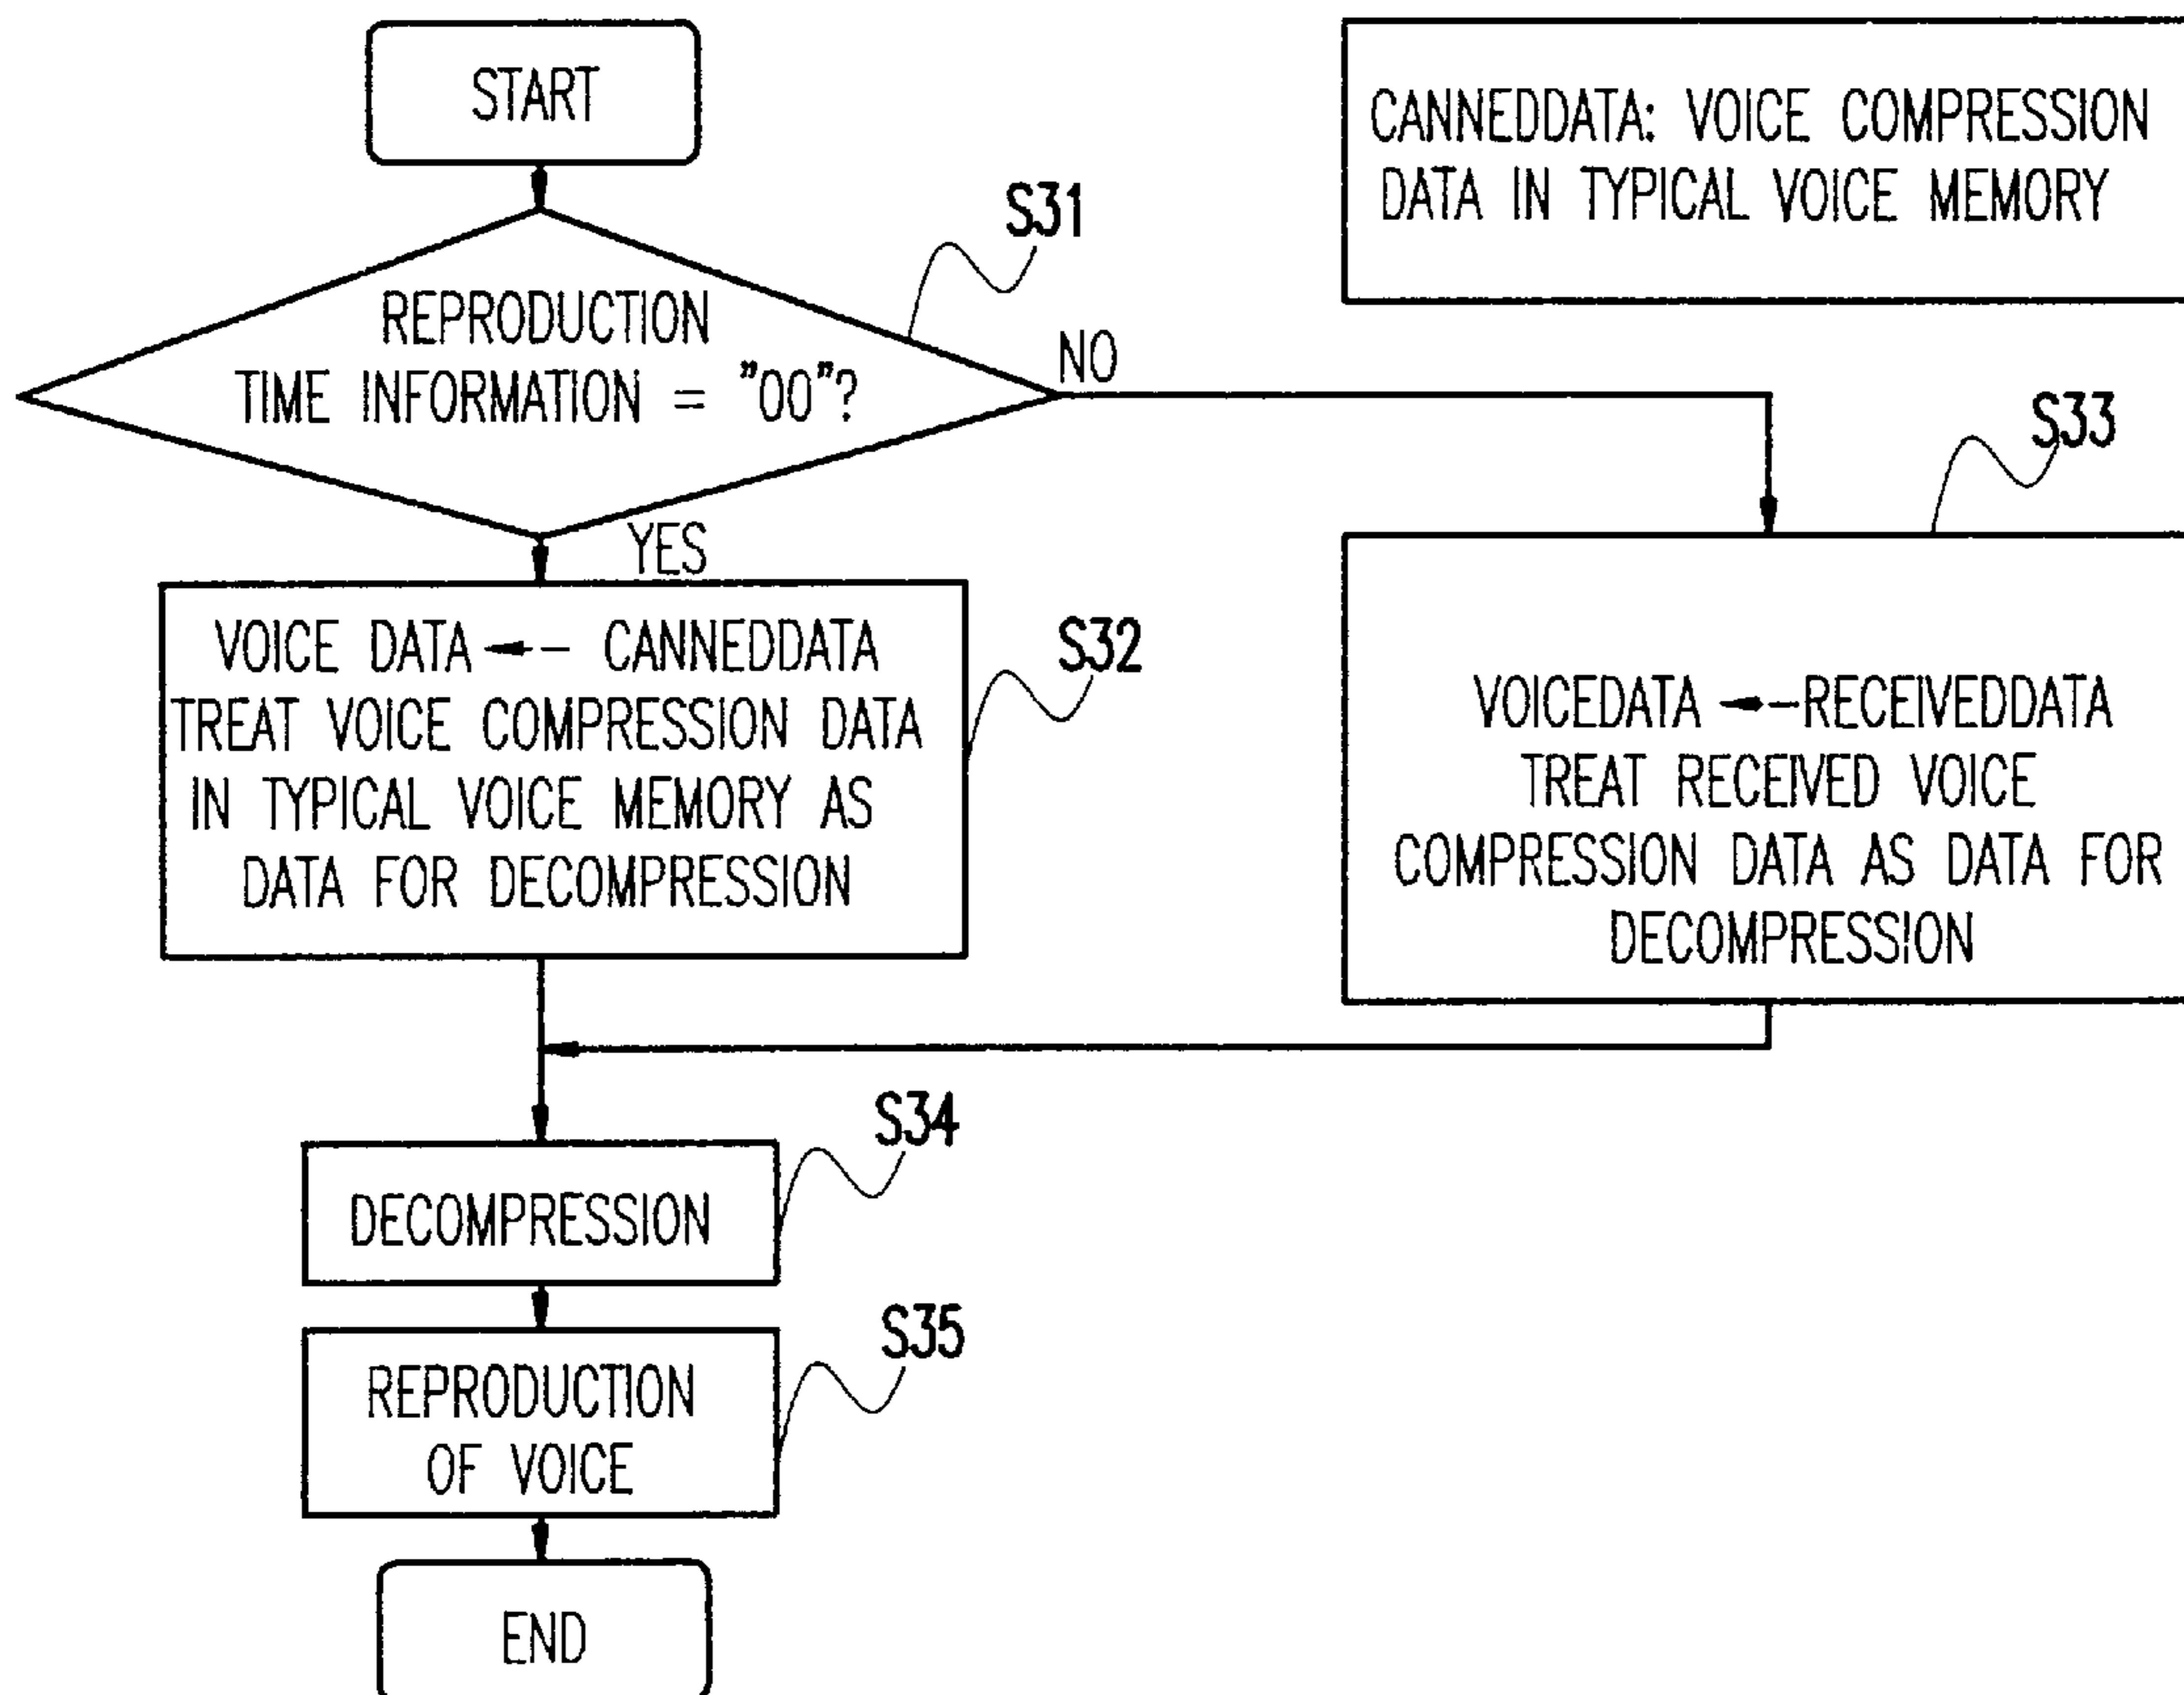 START
CANNEDDATA: VOICE COMPRESSION
DATA IN TYPICAL VOICE MEMORY
S31
REPRODUCTION
TIME INFORMATION = "00"?
NO
YES
S33
VOICE DATA ←− CANNEDDATA
TREAT VOICE COMPRESSION DATA
IN TYPICAL VOICE MEMORY AS
DATA FOR DECOMPRESSION
S32
VOICEDATA ←−RECEIVEDDATA
TREAT RECEIVED VOICE
COMPRESSION DATA AS DATA FOR
DECOMPRESSION
S34
DECOMPRESSION
S35
REPRODUCTION
OF VOICE
END